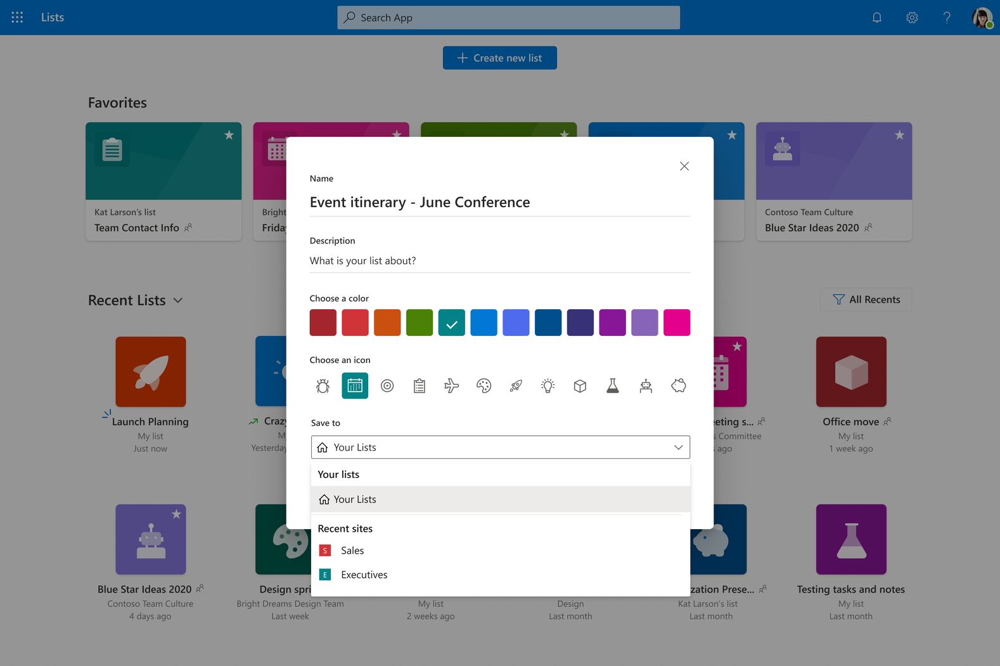 Lists
Search App
Create new list
Favorites
Kat Larson's list
Team Contact Info
Bright
Friday
Contoso Team Culture
Blue Star Ideas 2020
Name
Event itinerary - June Conference
Description
What is your list about?
Choose a color
Choose an icon
Save to
Your Lists
Your lists
Your Lists
Recent sites
S Sales
E Executives
Recent Lists
All Recents
Launch Planning
My list
Just now
Crazy
M
Yesterday
eeting s...
s Committee
s ago
Office move
My list
1 week ago
Blue Star Ideas 2020
Contoso Team Culture
4 days ago
Design spri
Bright Dreams Design Team
Last week
My list
2 weeks ago
Design
Last month
zation Prese...
Kat Larson's list
Last month
Testing tasks and notes
My list
Last month